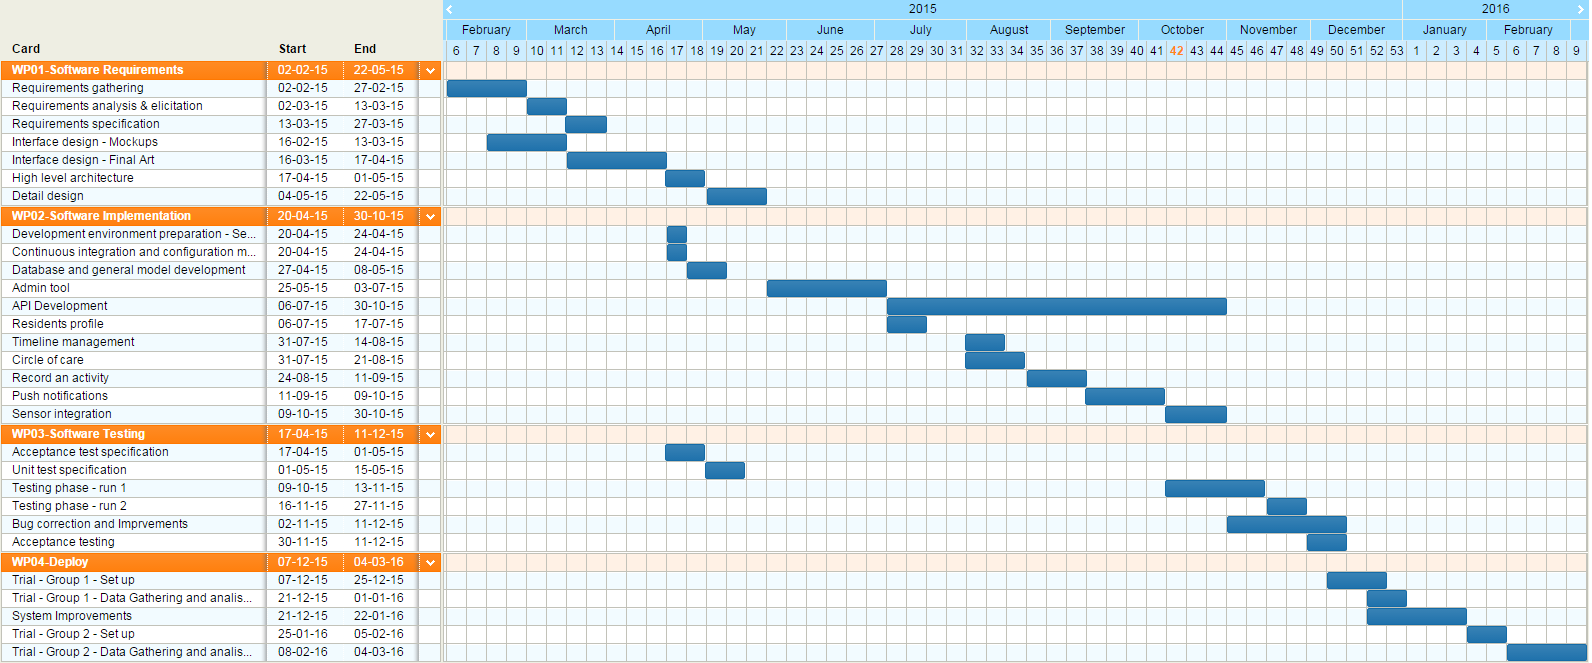 2015 2016
February March April May June July August September October November December January February
Card Start End 6 7 8 9 10 11 12 13 14 15 16 17 18 19 20 21 22 23 24 25 26 27 28 29 30 31 32 33 34 35 36 37 38 39 40 41 42 43 44 45 46 47 48 49 50 51 52 53 1 2 3 4 5 6 7 8 9
WP01-Software Requirements 02-02-15 22-05-15
Requirements gathering 02-02-15 27-02-15
Requirements analysis & elicitation 02-03-15 13-03-15
Requirements specification 13-03-15 27-03-15
Interface design - Mockups 16-02-15 13-03-15
Interface design - Final Art 16-03-15 17-04-15
High level architecture 17-04-15 01-05-15
Detail design 04-05-15 22-05-15
WP02-Software Implementation 20-04-15 30-10-15
Development environment preparation - Se... 20-04-15 24-04-15
Continuous integration and configuration m... 20-04-15 24-04-15
Database and general model development 27-04-15 08-05-15
Admin tool 25-05-15 03-07-15
API Development 06-07-15 30-10-15
Residents profile 06-07-15 17-07-15
Timeline management 31-07-15 14-08-15
Circle of care 31-07-15 21-08-15
Record an activity 24-08-15 11-09-15
Push notifications 11-09-15 09-10-15
Sensor integration 09-10-15 30-10-15
WP03-Software Testing 17-04-15 11-12-15
Acceptance test specification 17-04-15 01-05-15
Unit test specification 01-05-15 15-05-15
Testing phase - run 1 09-10-15 13-11-15
Testing phase - run 2 16-11-15 27-11-15
Bug correction and Imprvements 02-11-15 11-12-15
Acceptance testing 30-11-15 11-12-15
WP04-Deploy 07-12-15 04-03-16
Trial - Group 1 - Set up 07-12-15 25-12-15
Trial - Group 1 - Data Gathering and analis... 21-12-15 01-01-16
System Improvements 21-12-15 22-01-16
Trial - Group 2 - Set up 25-01-16 05-02-16
Trial - Group 2 - Data Gathering and analis... 08-02-16 04-03-16